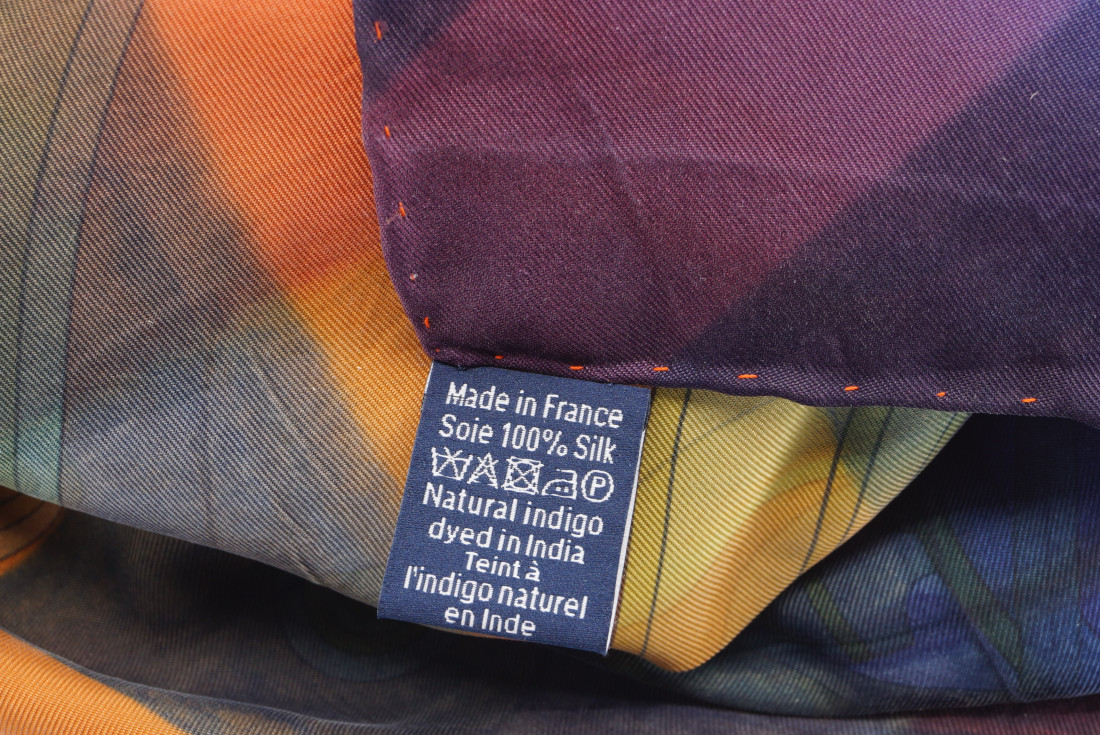 Made in France
Soie 100% Silk
P
Natural indigo
dyed in India
Teint à
l'indigo naturel
en Inde